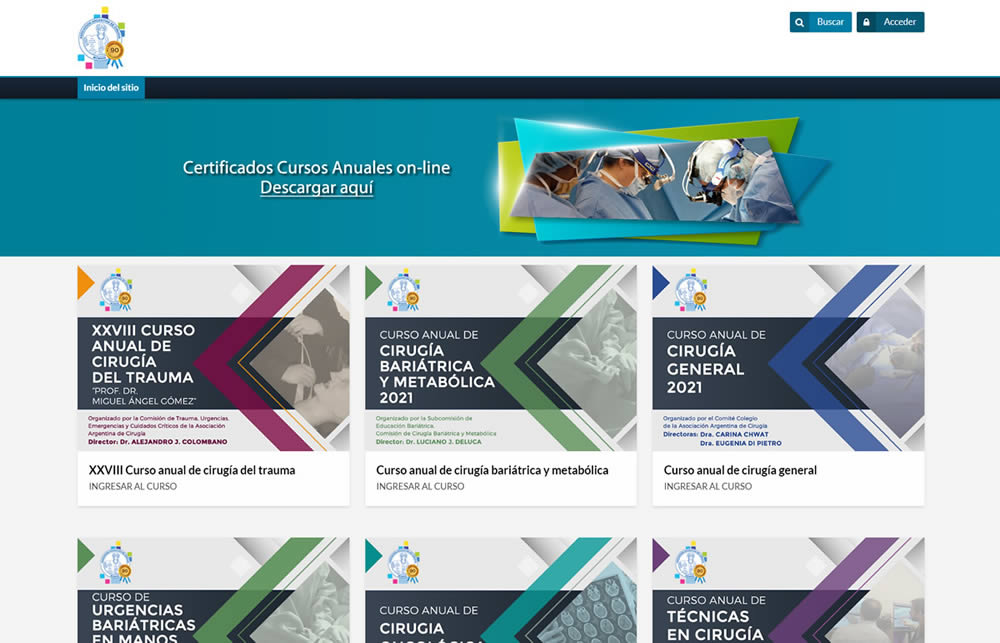 90
Buscar
Acceder
Inicio del sitio
Certificados Cursos Anuales on-line
Descargar aquí
XXVIII CURSO
ANUAL DE
CIRUGÍA
DEL TRAUMA
"PROF. DR.
MIGUEL ÁNGEL GÓMEZ"
Organizado por la Comisión de Trauma, Urgencias,
Emergencias y Cuidados Críticos de la Asociación
Argentina de Cirugía
Director: Dr. ALEJANDRO J. COLOMBANO
XXVIII Curso anual de cirugía del trauma
INGRESAR AL CURSO
CURSO ANUAL DE
CIRUGÍA
BARIÁTRICA
Y METABÓLICA
2021
Organizado por la Subcomisión de
Educación Bariátrica,
Comisión de Cirugía Bariátrica y Metabólica
Director: Dr. LUCIANO J. DELUCA
Curso anual de cirugía bariátrica y metabólica
INGRESAR AL CURSO
CURSO ANUAL DE
CIRUGÍA
GENERAL
2021
Organizado por el Comité Colegio
de la Asociación Argentina de Cirugía
Directoras: Dra. CARINA CHWAT
Dra. EUGENIA DI PIETRO
Curso anual de cirugía general
INGRESAR AL CURSO
CURSO DE
URGENCIAS
BARIÁTRICAS
EN MANOS
CURSO ANUAL DE
CIRUGIA
ONCOLÓGICA
CURSO ANUAL DE
TÉCNICAS
EN CIRUGÍA